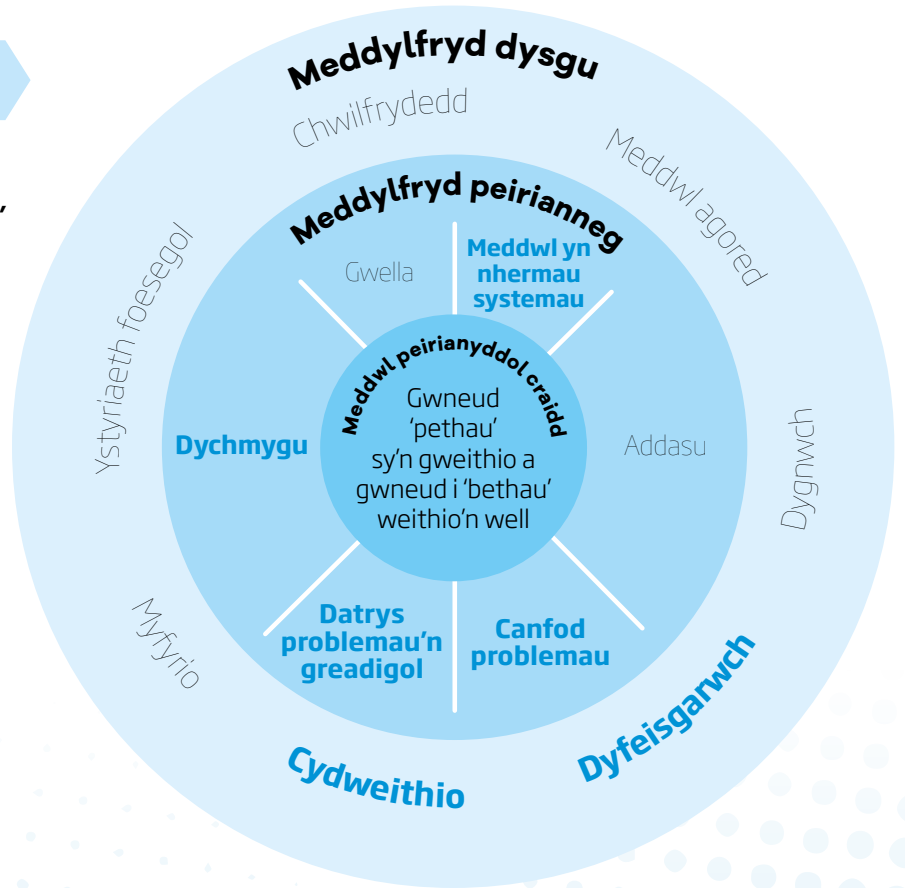 Meddylfryd dysgu
Chwilfrydedd
Meddwl agored
Dygnwch
Dyfeisgarwch
Cydweithio
Myfyrio
Ystyriaeth foesegol
Meddylfryd peirianneg
Gwella
Meddwl yn
nhermau
systemau
Addasu
Canfod
problemau
Datrys
problemau'n
greadigol
Dychmygu
Meddwl peirianyddol craidd
Gwneud
'pethau'
sy'n gweithio a
gwneud i 'bethau'
weithio'n well